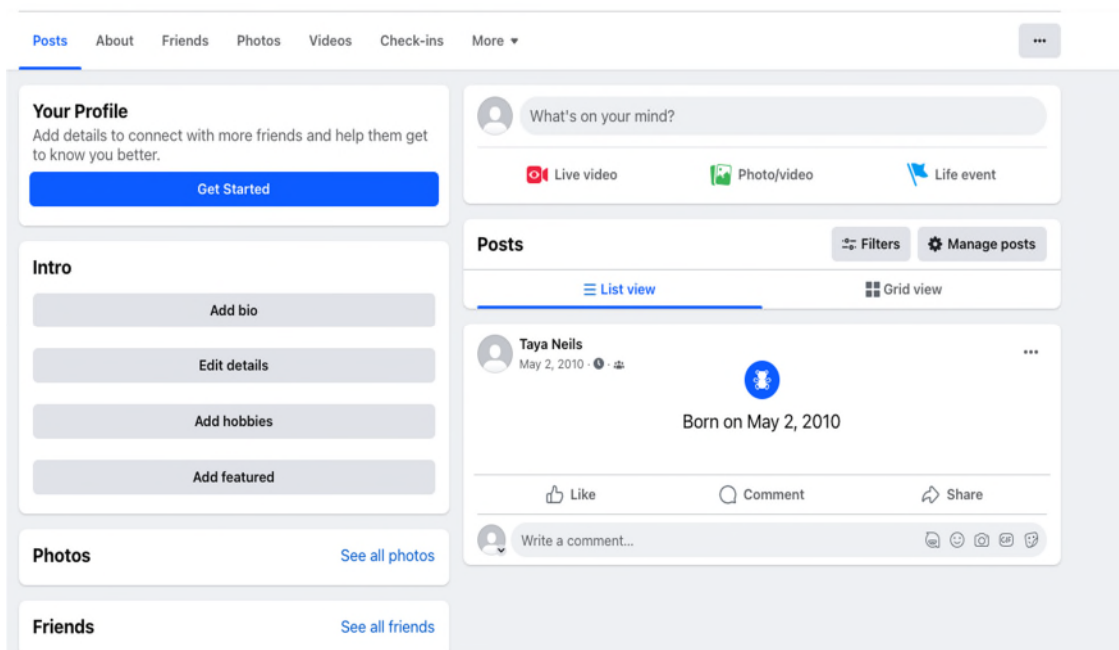 Posts About Friends Photos Videos Check-ins More
Your Profile
Add details to connect with more friends and help them get
to know you better.
Get Started
Intro
Add bio
Edit details
Add hobbies
Add featured
Photos See all photos
Friends See all friends
What's on your mind?
Live video Photo/video Life event
Posts Filters Manage posts
List view Grid view
Taya Neils
May 2, 2010 ·
Born on May 2, 2010
Like Comment Share
Write a comment...
GIF